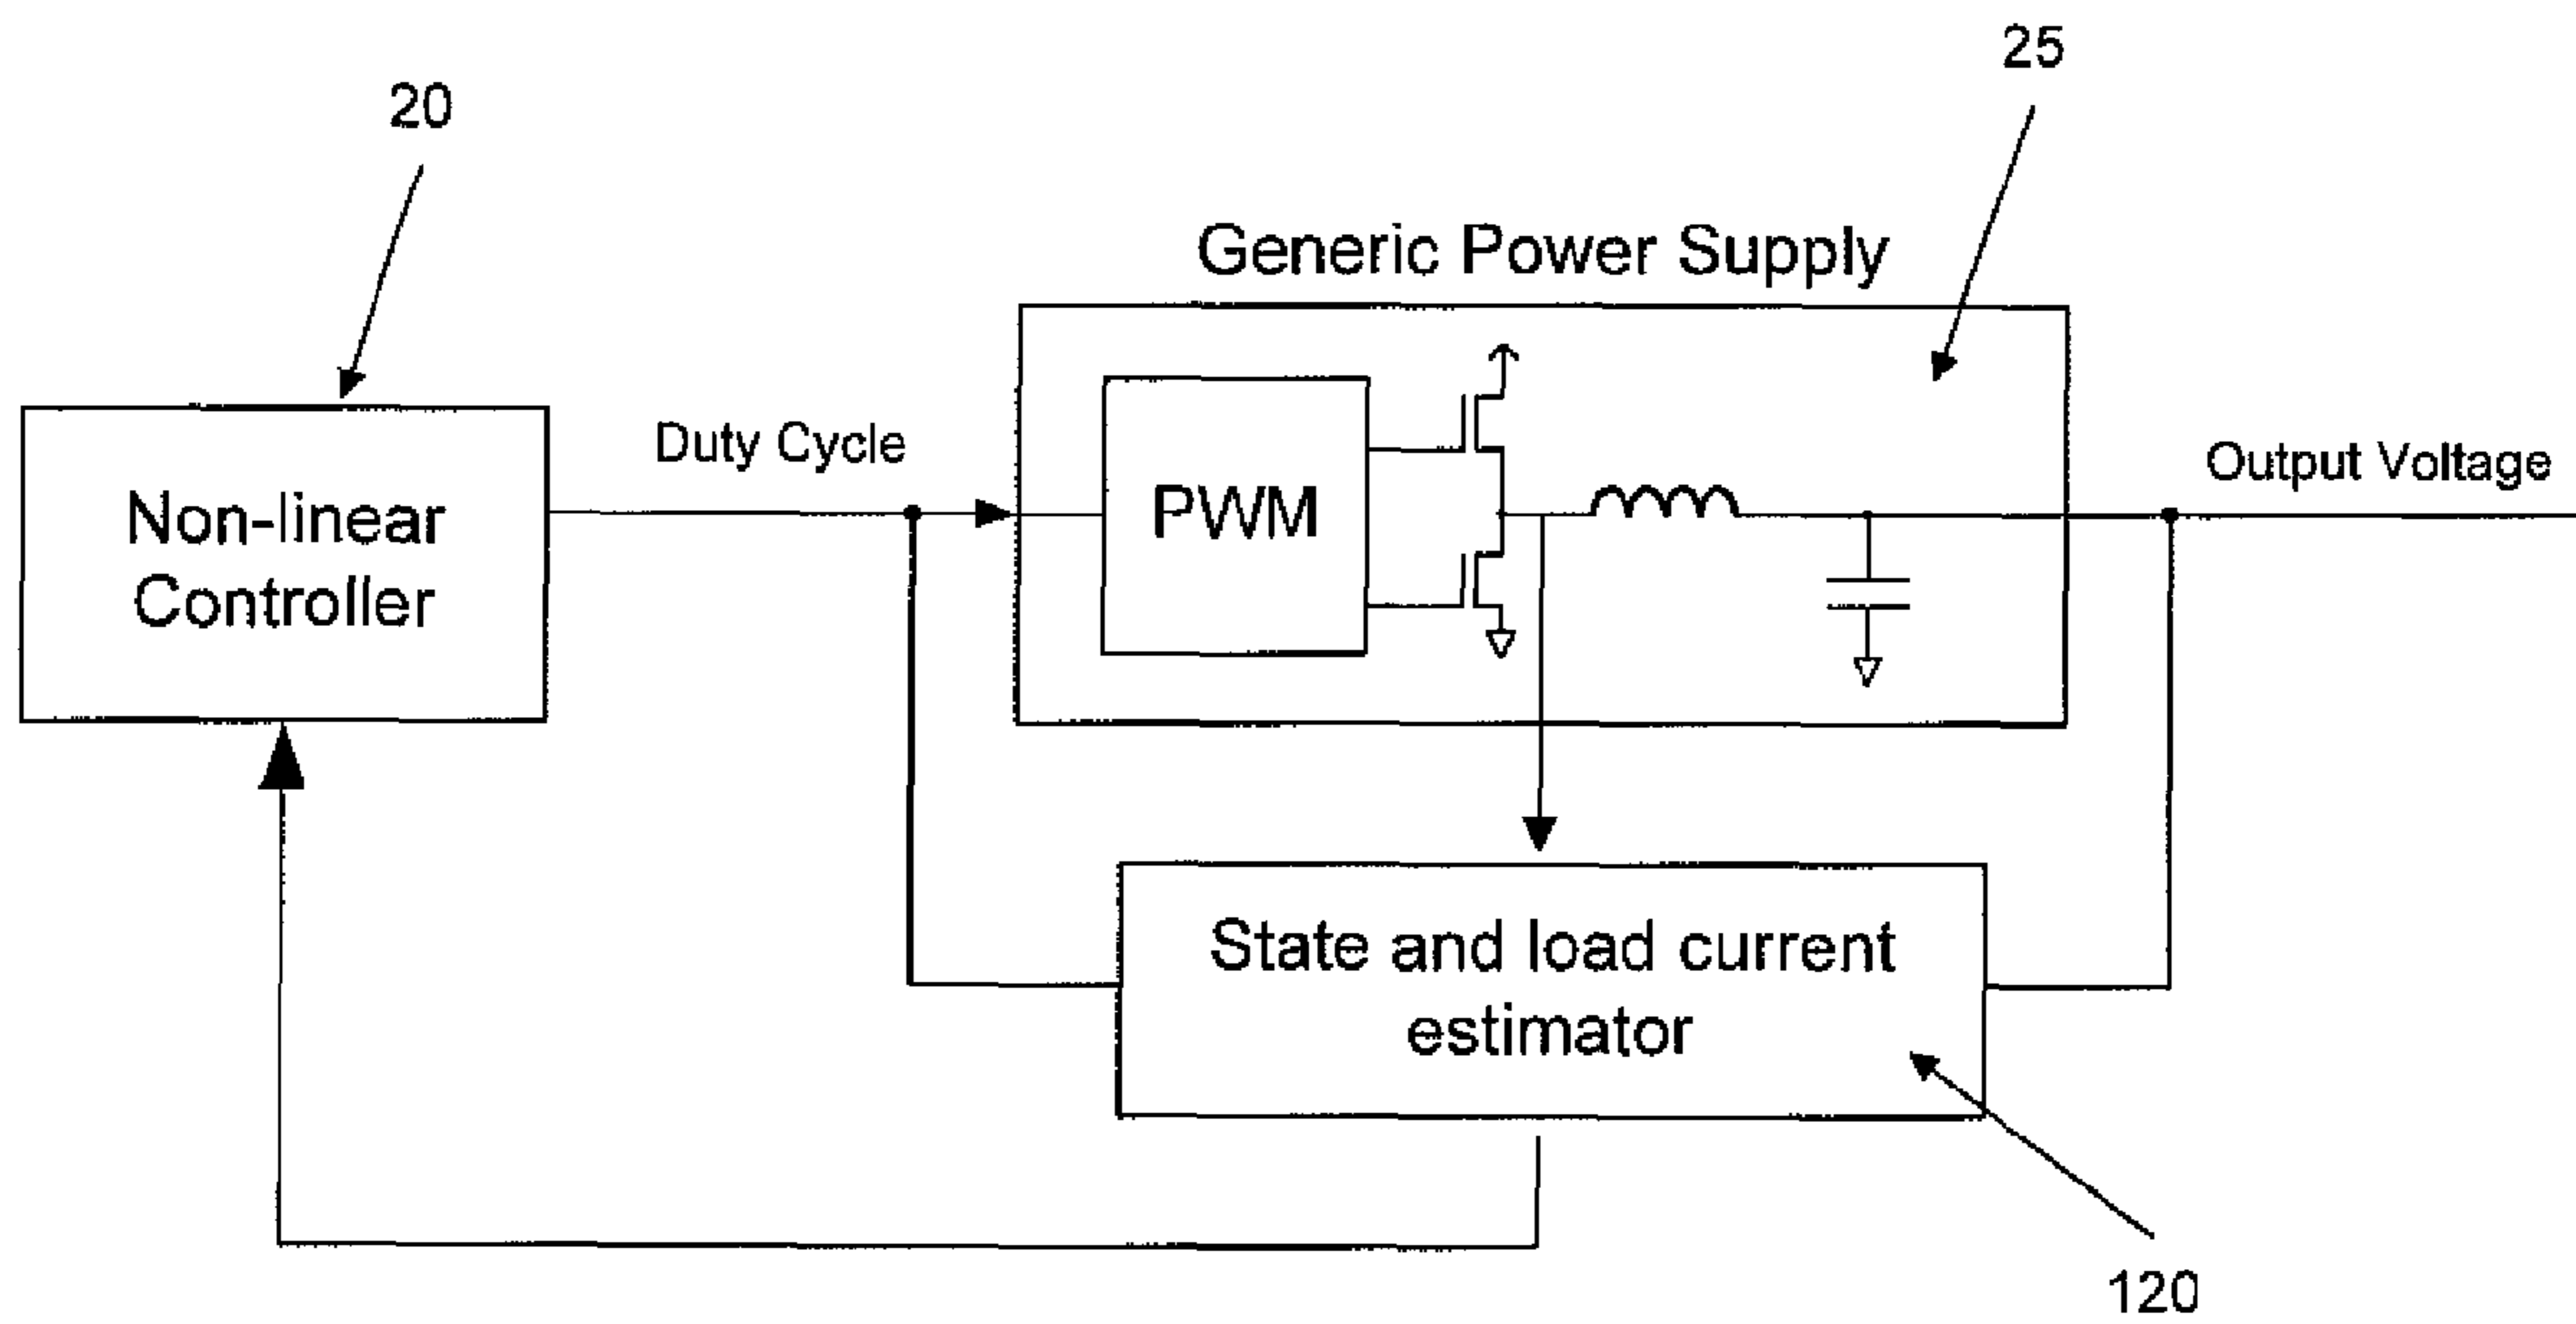 25
20
Generic Power Supply
Duty Cycle
Output Voltage
Non-linear
Controller
PWM
State and load current
estimator
120